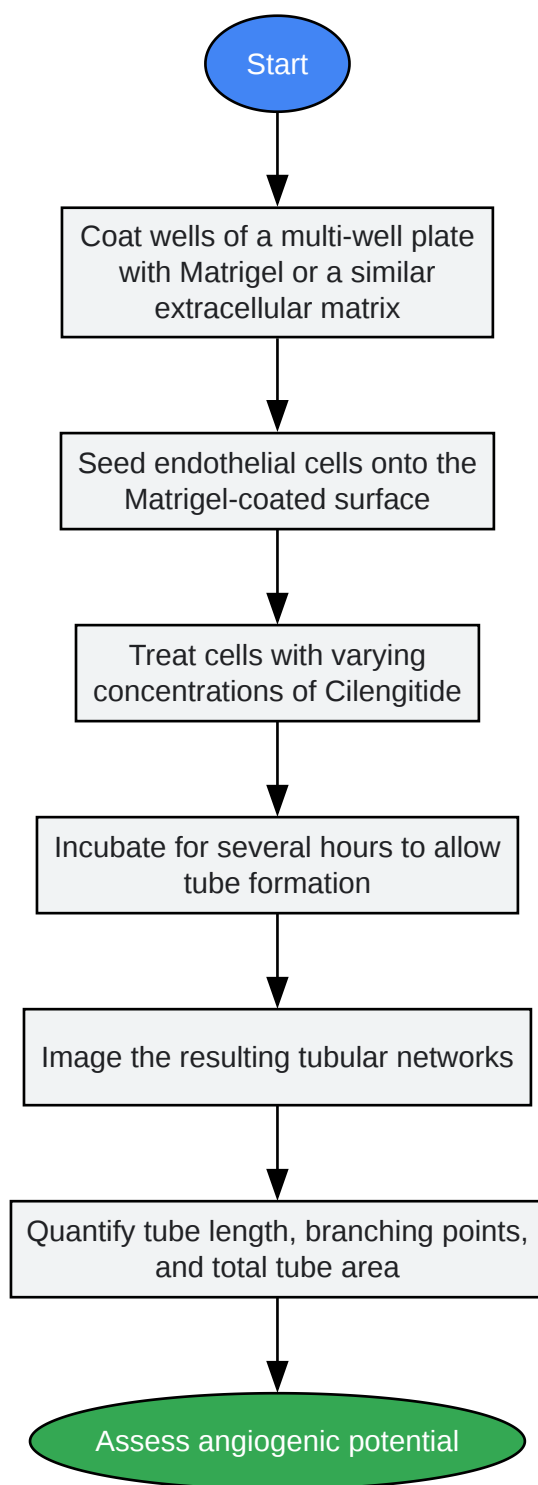 Start
Coat wells of a multi-well plate
with Matrigel or a similar
extracellular matrix
Seed endothelial cells onto the
Matrigel-coated surface
Treat cells with varying
concentrations of Cilengitide
Incubate for several hours to allow
tube formation
Image the resulting tubular networks
Quantify tube length, branching points,
and total tube area
Assess angiogenic potential